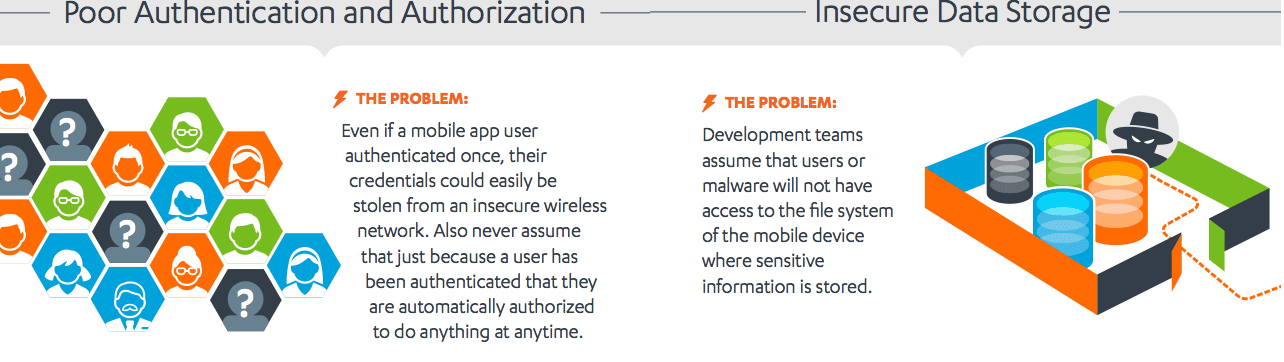 Poor Authentication and Authorization
THE PROBLEM:
Even if a mobile app user
authenticated once, their
credentials could easily be
stolen from an insecure wireless
network. Also never assume
that just because a user has
been authenticated that they
are automatically authorized
to do anything at anytime.
Insecure Data Storage
THE PROBLEM:
Development teams
assume that users or
malware will not have
access to the file system
of the mobile device
where sensitive
information is stored.
?
?
?
?